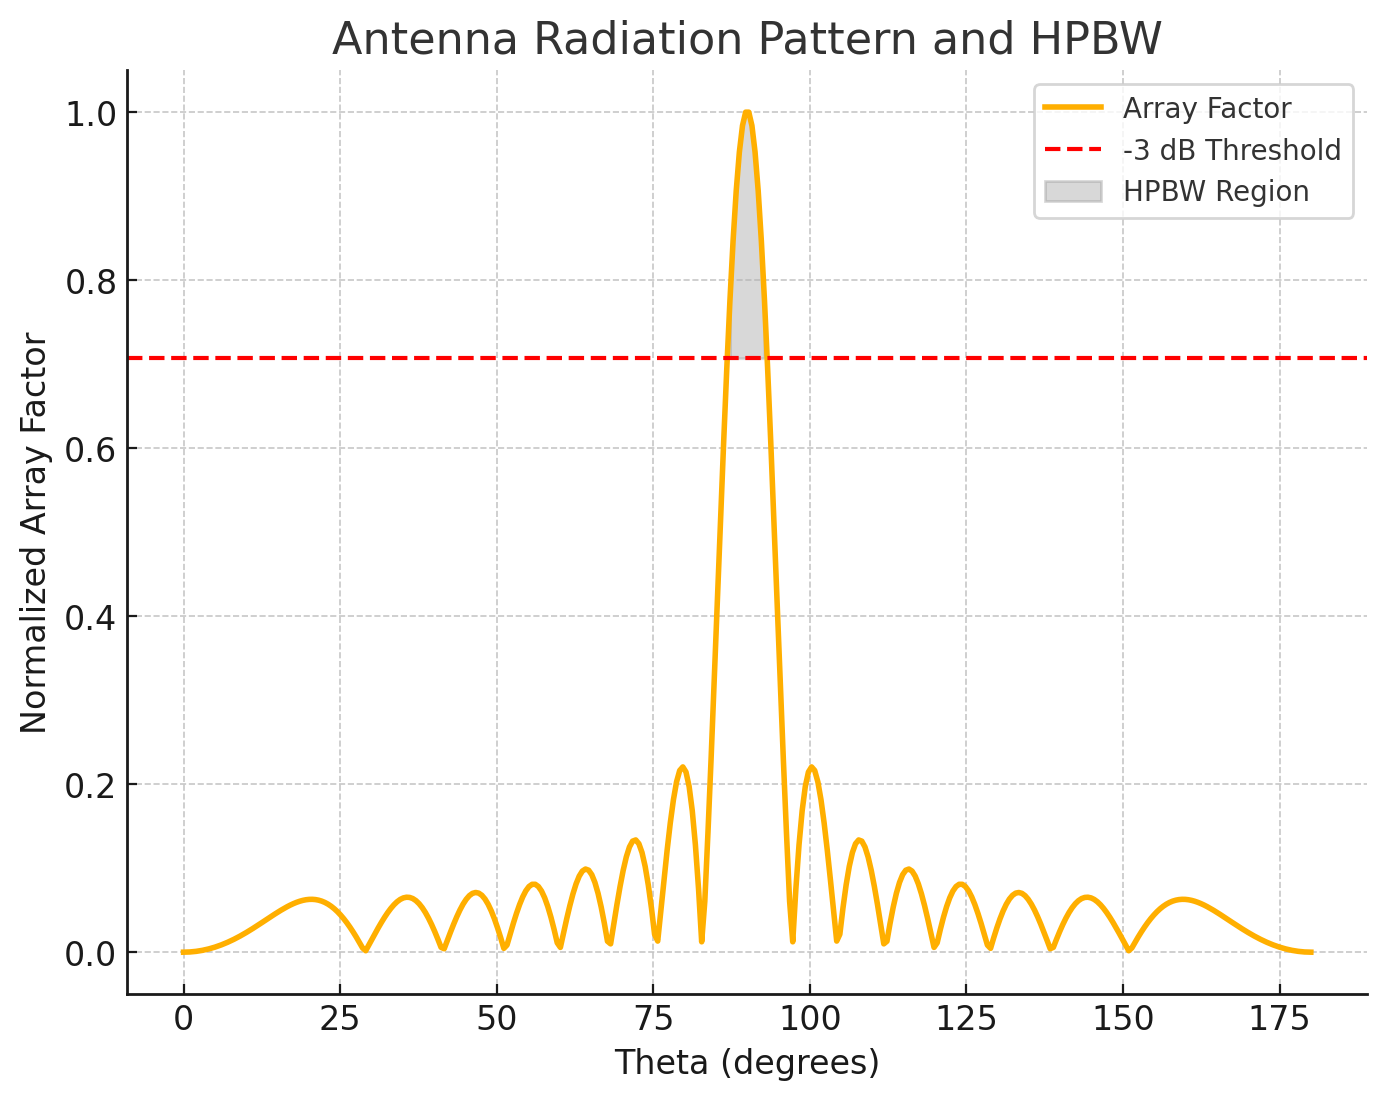 Antenna Radiation Pattern and HPBW
Array Factor
-3 dB Threshold
HPBW Region
Normalized Array Factor
1.0
0.8
0.6
0.4
0.2
0.0
0 25 50 75 100 125 150 175
Theta (degrees)